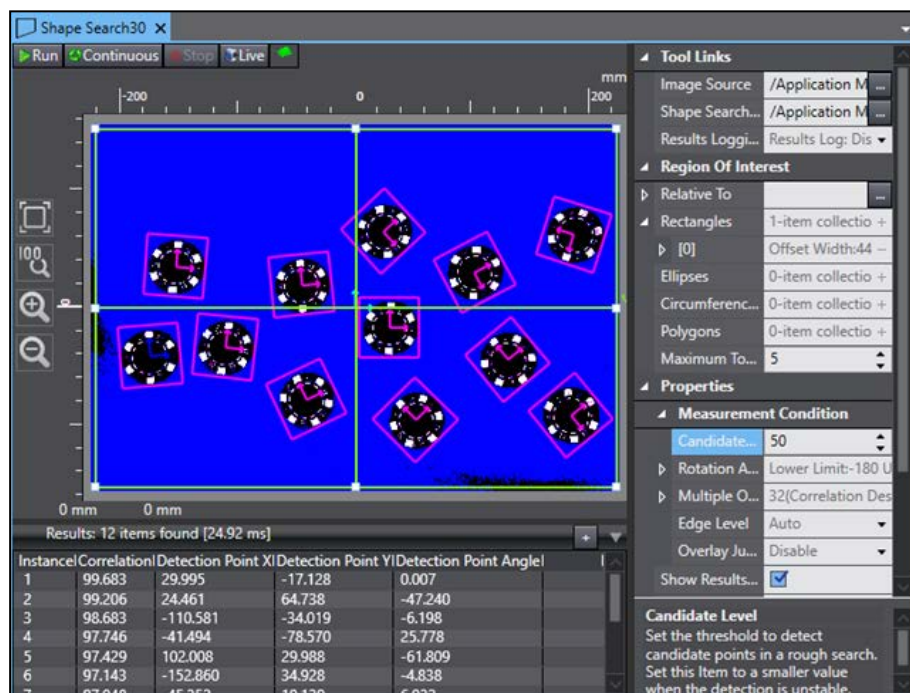 Shape Search30
Run Continuous Stop Live
mm
-200 0 200
100
0
0 mm 0 mm
Results: 12 items found [24.92 ms]
Instance Correlation Detection Point X Detection Point Y Detection Point Angle
1 99.683 29.995 -17.128 0.007
2 99.206 24.461 64.738 -47.240
3 98.683 -110.581 -34.019 -6.198
4 97.746 -41.494 -78.570 25.778
5 97.429 102.008 29.988 -61.809
6 97.143 -152.860 34.928 -4.838
Tool Links
Image Source /Application M ...
Shape Search... /Application M ...
Results Loggi... Results Log: Dis
Region Of Interest
Relative To ...
Rectangles 1-item collectio +
[0] Offset Width:44 −
Ellipses 0-item collectio +
Circumferenc... 0-item collectio +
Polygons 0-item collectio +
Maximum To... 5
Properties
Measurement Condition
Candidate... 50
Rotation A... Lower Limit:-180 U
Multiple O... 32(Correlation Des
Edge Level Auto
Overlay Ju... Disable
Show Results...
Candidate Level
Set the threshold to detect
candidate points in a rough search.
Set this Item to a smaller value
when the detection is unstable